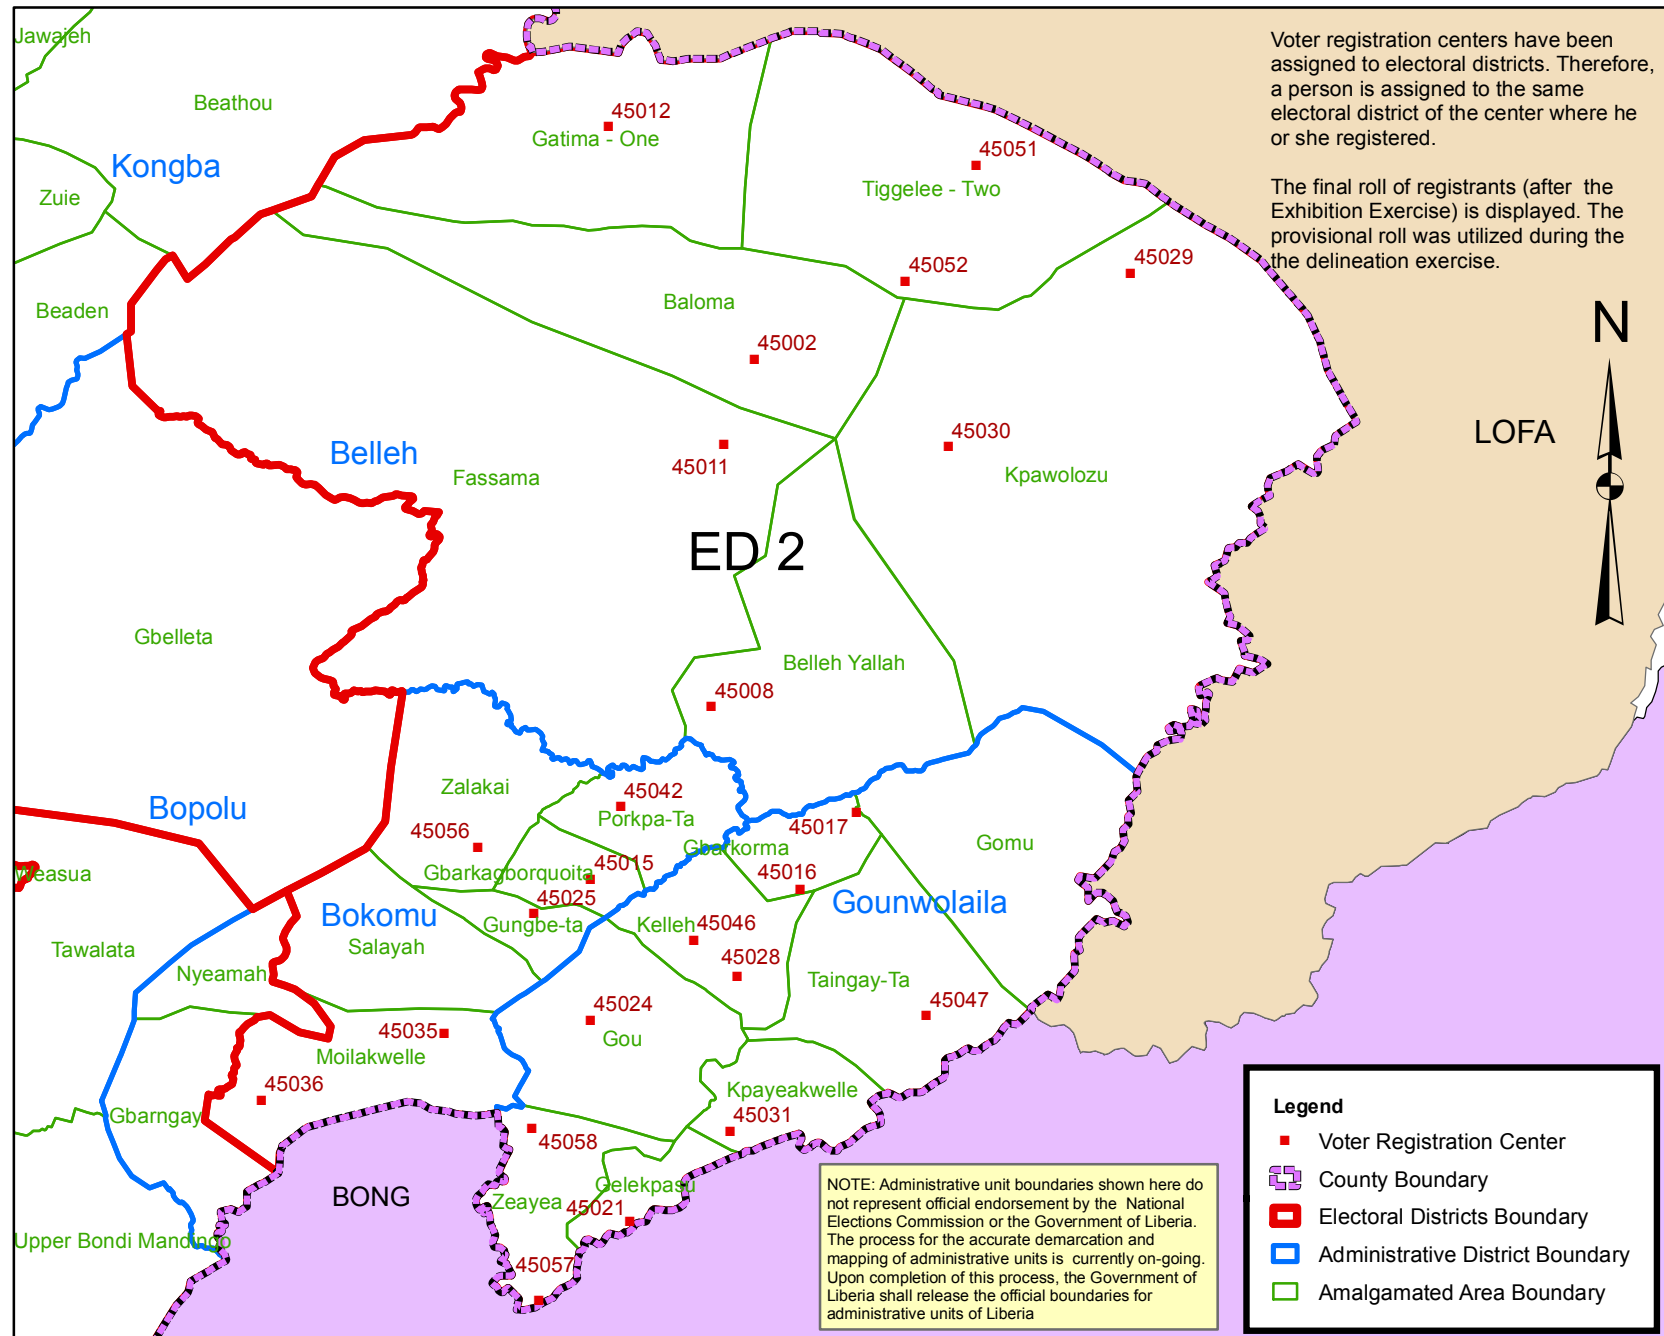 Jawajeh
Beathou
Kongba
Zuie
Beaden
45012
Gatima - One
45051
Tiggelee - Two
Voter registration centers have been
assigned to electoral districts. Therefore,
a person is assigned to the same
electoral district of the center where he
or she registered.
The final roll of registrants (after  the
Exhibition Exercise) is displayed. The
provisional roll was utilized during the
the delineation exercise.
45052
45029
Baloma
45002
N
LOFA
Belleh
Fassama
45011
45030
Kpawolozu
ED 2
Gbelleta
Belleh Yallah
45008
Bopolu
Zalakai
45042
Porkpa-Ta
45056
45017
Gbarkorma
Gomu
Weasua
Gbarkagborquoita
45015
45016
45025
Bokomu
Gounwolaila
Gungbe-ta
Kelleh
45046
Tawalata
Salayah
Nyeamah
45028
Taingay-Ta
45047
45024
Gou
45035
Moilakwelle
45036
Kpayeakwelle
45031
Gbarngay
45058
BONG
Gelekpasu
Zeayea
45021
Upper Bondi Mandingo
45057
NOTE: Administrative unit boundaries shown here do
not represent official endorsement by the  National
Elections Commission or the Government of Liberia.
The process for the accurate demarcation and
mapping of administrative units is  currently on-going.
Upon completion of this process, the Government of
Liberia shall release the official boundaries for
administrative units of Liberia
Legend
Voter Registration Center
County Boundary
Electoral Districts Boundary
Administrative District Boundary
Amalgamated Area Boundary